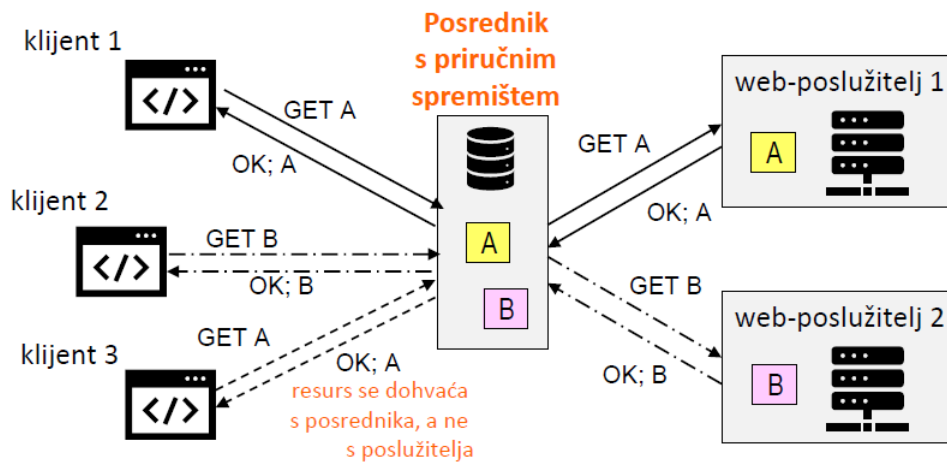 klijent 1
</>
GET A
OK; A
klijent 2
</>
GET B
OK; B
klijent 3
</>
GET A
OK; A
resurs se dohvaća
s posrednika, a ne
s poslužitelja
Posrednik
s priručnim
spremištem
A
B
GET A
OK; A
GET B
OK; B
web-poslužitelj 1
A
web-poslužitelj 2
B